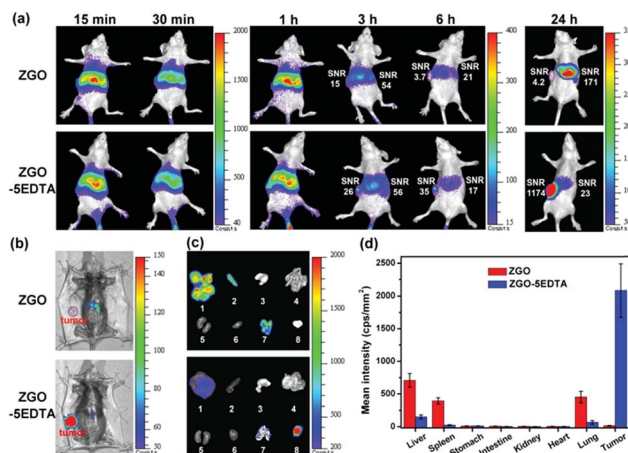 (a) 15 min 30 min 1 h 3 h 6 h 24 h
ZGO
SNR 15
SNR 54
SNR 3.7
SNR 21
SNR 4.2
SNR 171
2000
1500
1000
500
40
Counts
400
300
200
100
15
Counts
ZGO
-5EDTA
SNR 26
SNR 56
SNR 35
SNR 17
SNR 1174
SNR 23
Counts
(b)
ZGO
tumor
ZGO
-5EDTA
tumor
150
130
110
90
70
50
Counts
(c)
1 2 3 4
5 6 7 8
1 2 3 4
5 6 7 8
2000
1500
1000
500
200
Counts
(d)
ZGO
ZGO-5EDTA
Mean intensity (cps/mm²)
2500
2000
1500
1000
500
0
Liver
Spleen
Stomach
Intestine
Kidney
Heart
Lung
Tumor